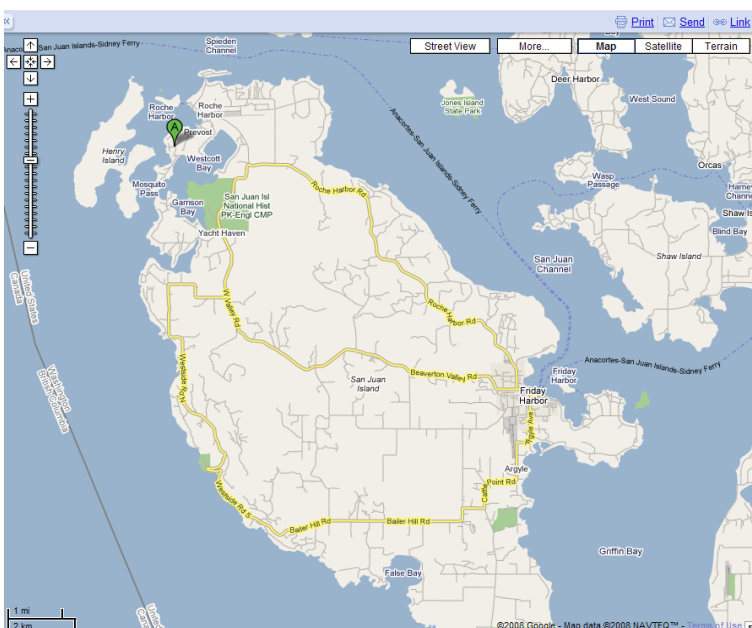 «
Print
Send
Link
Street View
More...
Map
Satellite
Terrain
Spieden
Channel
San Juan Islands-Sidney Ferry
Deer Harbor
Roche
Harbor
Roche
Harbor
A
Prevost
Jones Island
State Park
West Sound
Anacortes-San Juan Islands-Sidney Ferry
Henry
Island
Westcott
Bay
Orcas
Wasp
Passage
Mosquito
Pass
Garrison
Bay
San Juan Isl
National Hist
PK-Engl CMP
Roche Harbor Rd
Yacht Haven
Blind Bay
Shaw Island
San Juan
Channel
United States
Canada
W Valley Rd
Roche Harbor Rd
Westside Rd N
Beaverton Valley Rd
San Juan
Island
Anacortes-San Juan Islands-Sidney Ferry
Friday
Harbor
Friday
Harbor
Washington
British Columbia
Argyle Ave
Argyle
Cattle
Point Rd
Westside Rd S
Bailer Hill Rd
Bailer Hill Rd
Griffin Bay
False Bay
1 mi
2 km
©2008 Google - Map data ©2008 NAVTEQ™ - Terms of Use